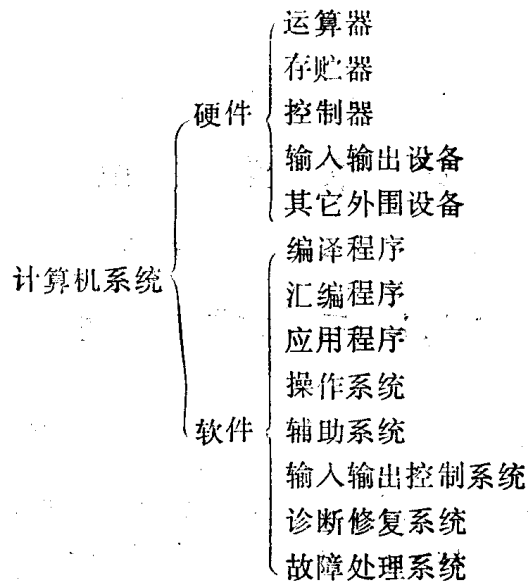 运算器
存贮器
硬件
控制器
输入输出设备
其它外围设备
计算机系统
编译程序
汇编程序
应用程序
操作系统
软件
辅助系统
输入输出控制系统
诊断修复系统
故障处理系统